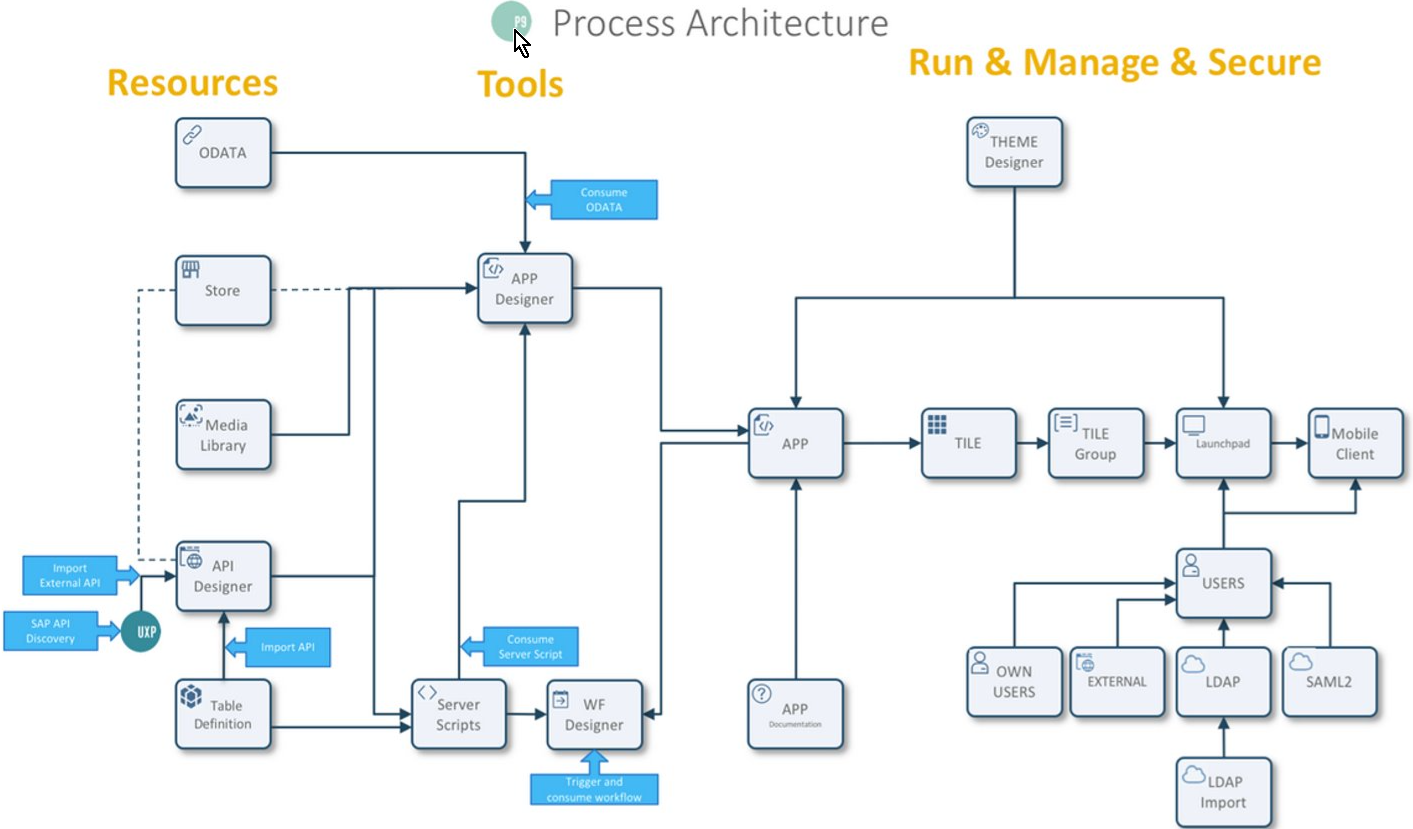 P9
Process Architecture
Resources
Tools
Run & Manage & Secure
ODATA
THEME
Designer
Consume
ODATA
Store
APP
Designer
Media
Library
APP
TILE
TILE
Group
Launchpad
Mobile
Client
Import
External API
API
Designer
SAP API
Discovery
UXP
Import API
Consume
Server Script
USERS
Table
Definition
Server
Scripts
WF
Designer
APP
Documentation
OWN
USERS
EXTERNAL
LDAP
SAML2
Trigger and
consume workflow
LDAP
Import